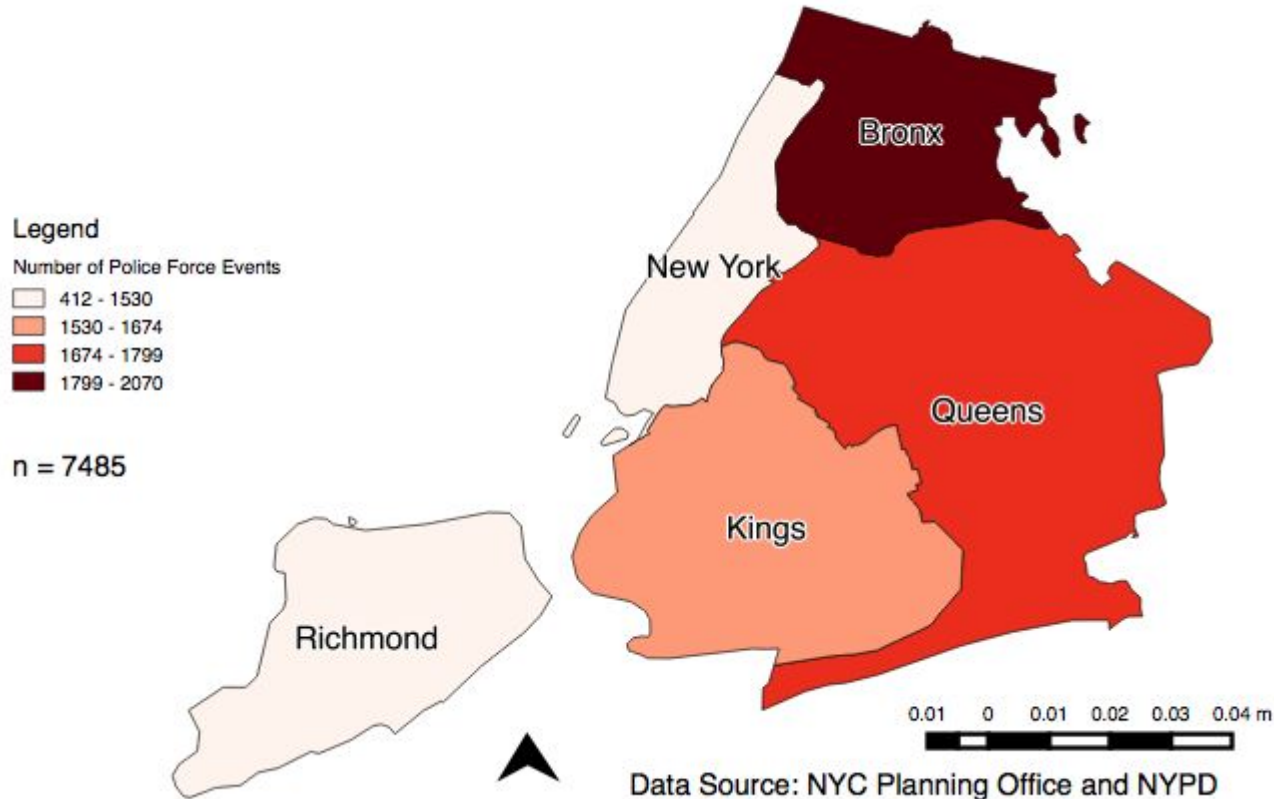 Bronx
Legend
Number of Police Force Events
New York
412 - 1530
1530 - 1674
1674 - 1799
1799 - 2070
Queens
n = 7485
Kings
Richmond
0.01 0 0.01 0.02 0.03 0.04 m
Data Source: NYC Planning Office and NYPD